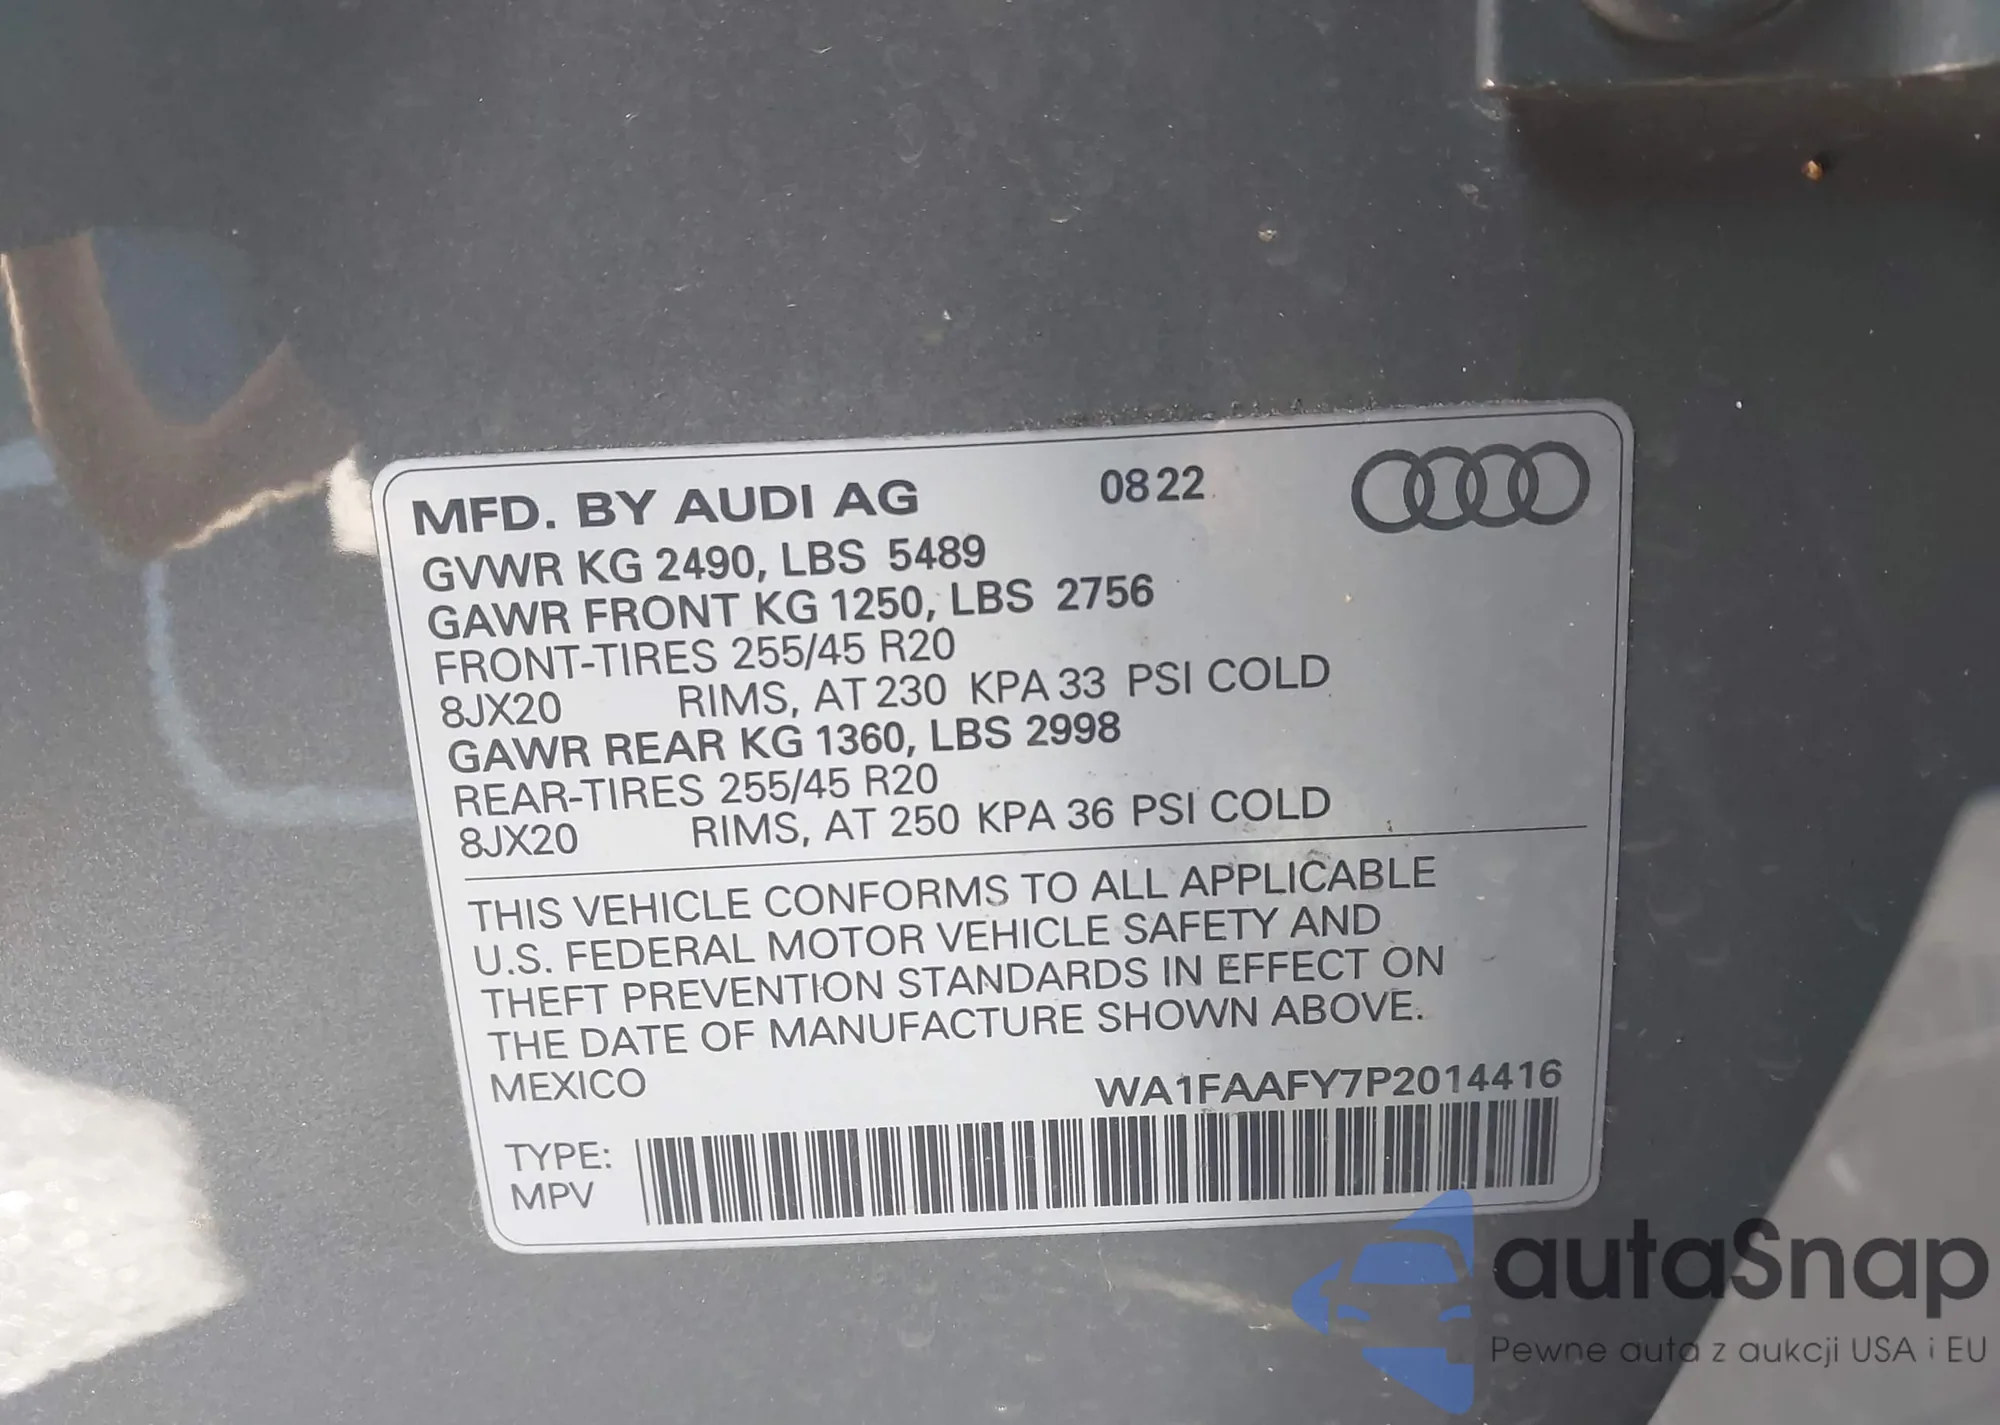 MFD. BY AUDI AG 0822
GVWR KG 2490, LBS 5489
GAWR FRONT KG 1250, LBS 2756
FRONT-TIRES 255/45 R20
8JX20 RIMS, AT 230 KPA 33 PSI COLD
GAWR REAR KG 1360, LBS 2998
REAR-TIRES 255/45 R20
8JX20 RIMS, AT 250 KPA 36 PSI COLD
THIS VEHICLE CONFORMS TO ALL APPLICABLE
U.S. FEDERAL MOTOR VEHICLE SAFETY AND
THEFT PREVENTION STANDARDS IN EFFECT ON
THE DATE OF MANUFACTURE SHOWN ABOVE.
MEXICO WA1FAAFY7P2014416
TYPE:
MPV
autaSnap
Pewne auta z aukcji USA i EU